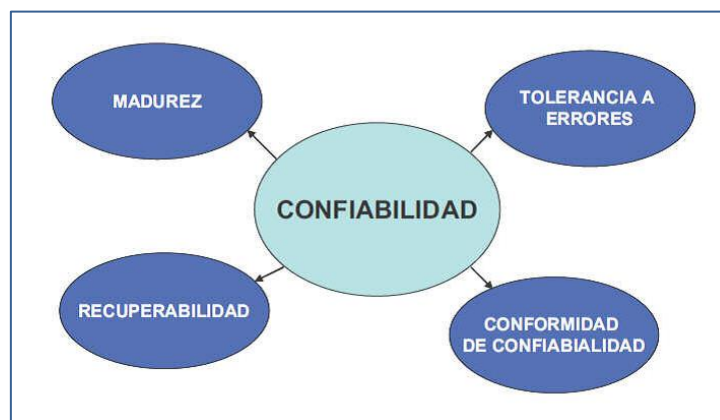 MADUREZ
TOLERANCIA A
ERRORES
CONFIABILIDAD
RECUPERABILIDAD
CONFORMIDAD
DE CONFIABIALIDAD